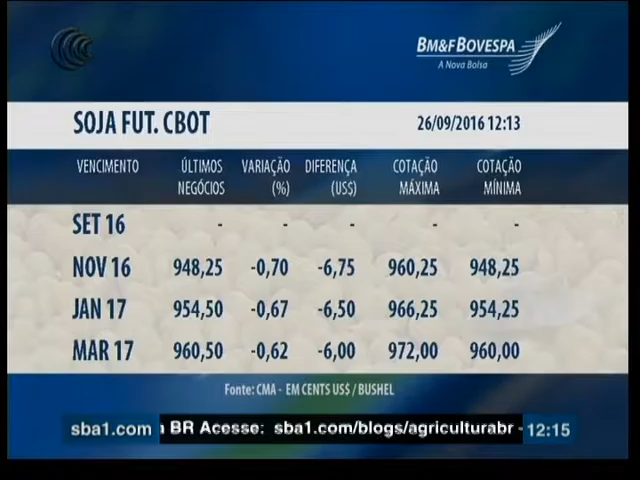 BM&FBOVESPA
A Nova Bolsa
SOJA FUT. CBOT 26/09/2016 12:13
VENCIMENTO ÚLTIMOS NEGÓCIOS VARIAÇÃO (%) DIFERENÇA (US$) COTAÇÃO MÁXIMA COTAÇÃO MÍNIMA
SET 16 - - - - -
NOV 16 948,25 -0,70 -6,75 960,25 948,25
JAN 17 954,50 -0,67 -6,50 966,25 954,25
MAR 17 960,50 -0,62 -6,00 972,00 960,00
Fonte: CMA - EM CENTS US$ / BUSHEL
sba1.com a BR Acesse: sba1.com/blogs/agriculturabr 12:15